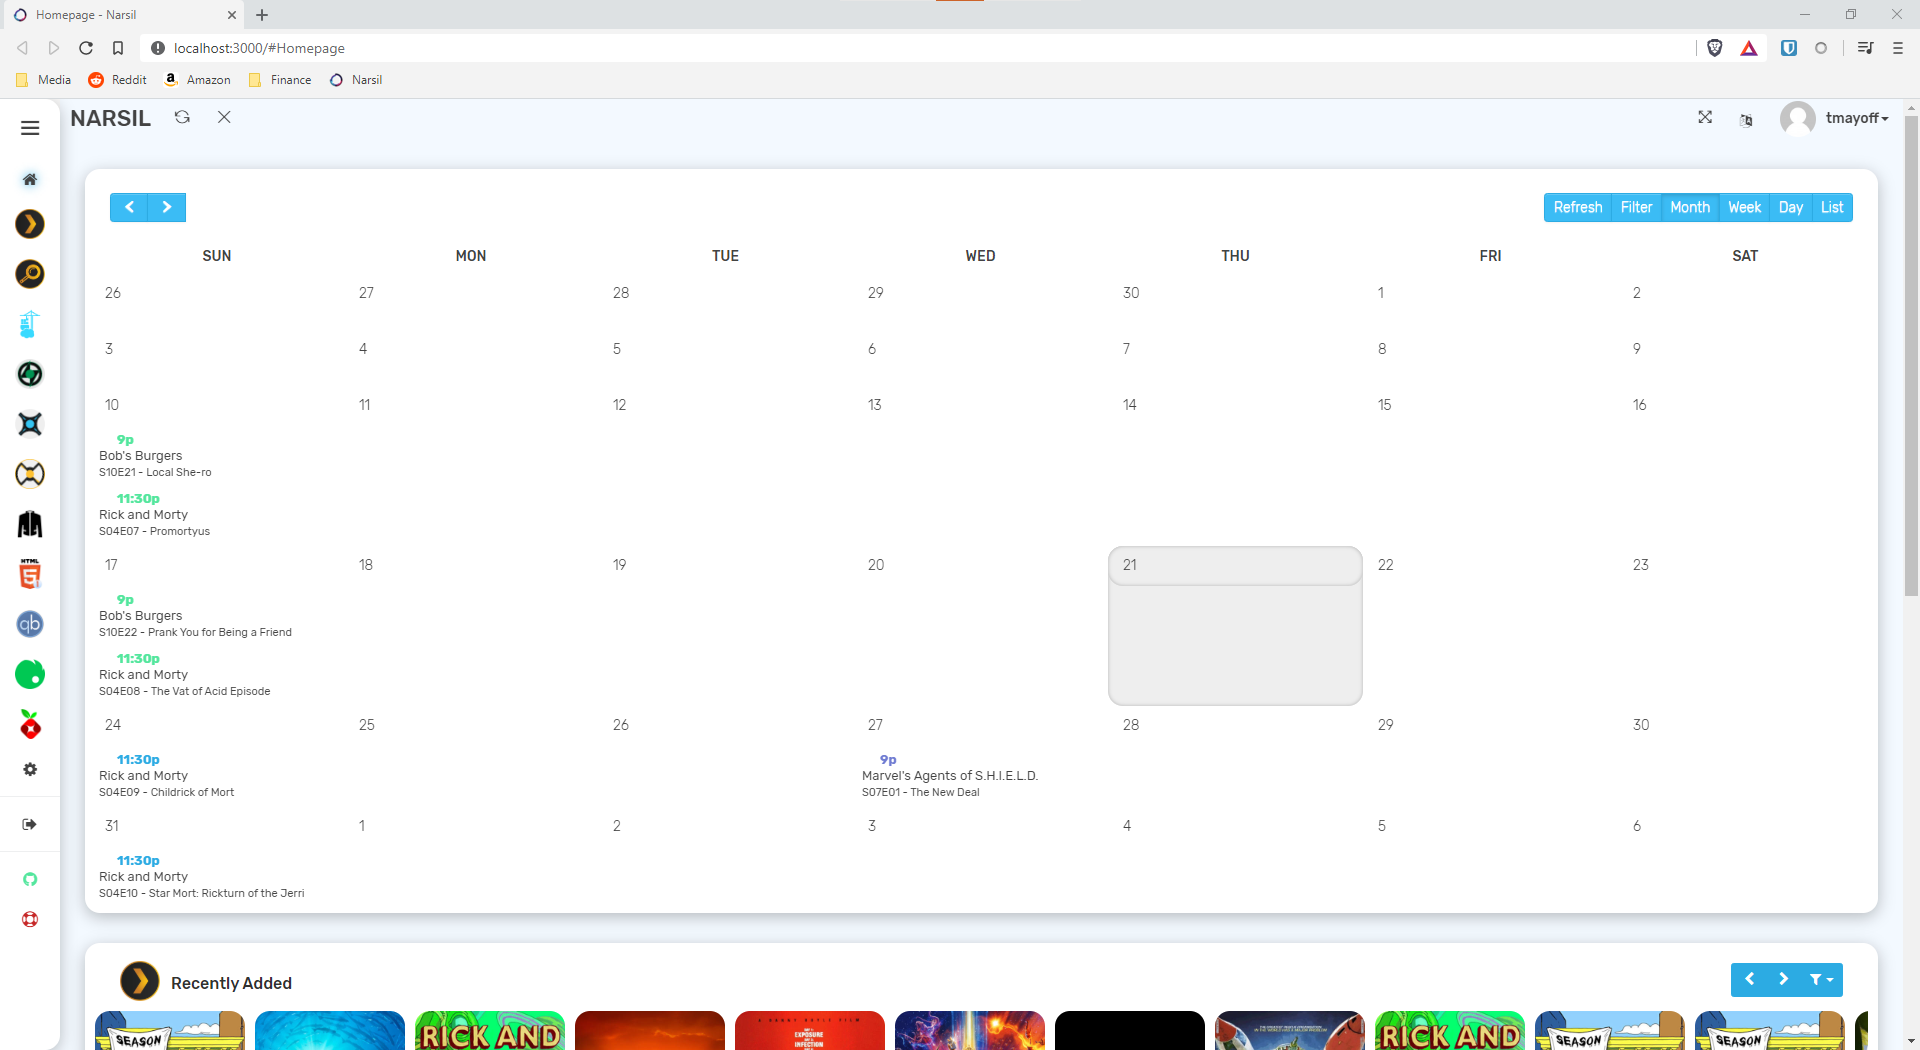 Homepage - Narsil
localhost:3000/#Homepage
Media
Reddit
Amazon
Finance
Narsil
NARSIL
tmayoff
Refresh
Filter
Month
Week
Day
List
SUN MON TUE WED THU FRI SAT
26 27 28 29 30 1 2
3 4 5 6 7 8 9
10 11 12 13 14 15 16
9p
Bob's Burgers
S10E21 - Local She-ro
11:30p
Rick and Morty
S04E07 - Promortyus
17 18 19 20 21 22 23
9p
Bob's Burgers
S10E22 - Prank You for Being a Friend
11:30p
Rick and Morty
S04E08 - The Vat of Acid Episode
24 25 26 27 28 29 30
11:30p
Rick and Morty
S04E09 - Childrick of Mort
9p
Marvel's Agents of S.H.I.E.L.D.
S07E01 - The New Deal
31 1 2 3 4 5 6
11:30p
Rick and Morty
S04E10 - Star Mort: Rickturn of the Jerri
HTML
5
qb
Recently Added
SEASON
RICK AND
EXPOSURE
INFECTION
RICK AND
SEASON
SEASON